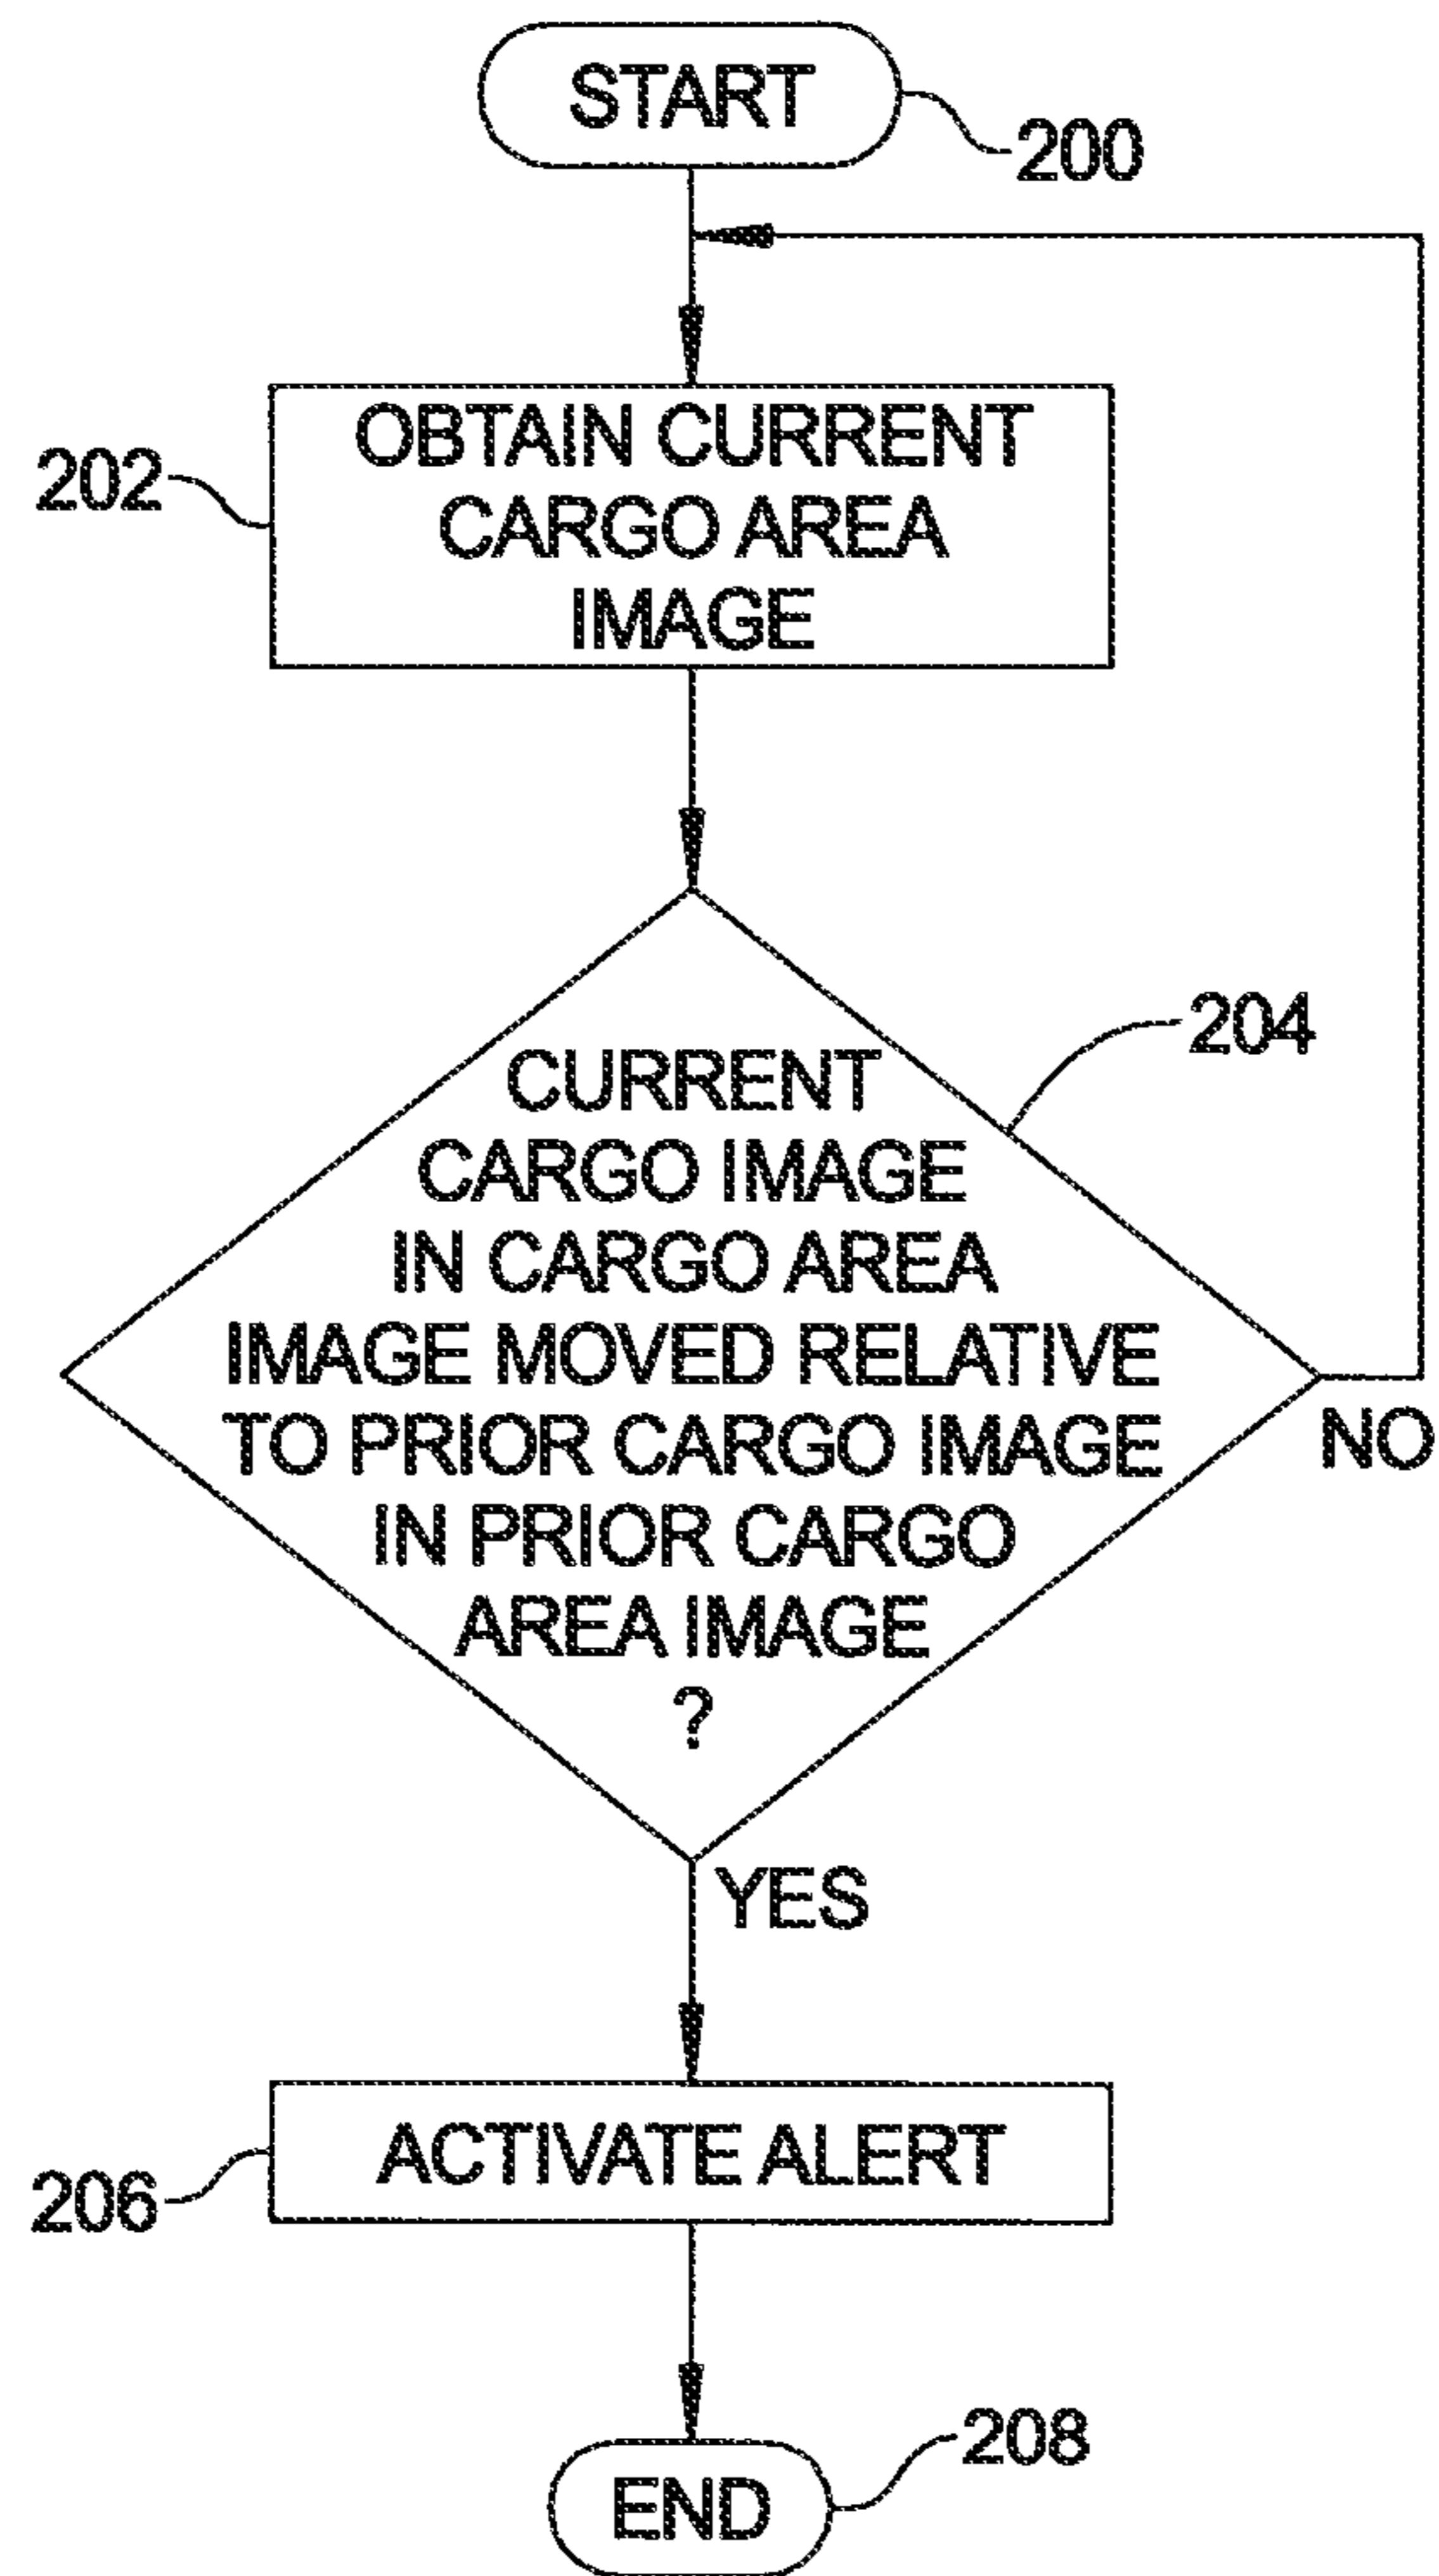 START
200
OBTAIN CURRENT
CARGO AREA
IMAGE
202
204
CURRENT
CARGO IMAGE
IN CARGO AREA
IMAGE MOVED RELATIVE
TO PRIOR CARGO IMAGE
IN PRIOR CARGO
AREA IMAGE
?
NO
YES
ACTIVATE ALERT
206
208
END